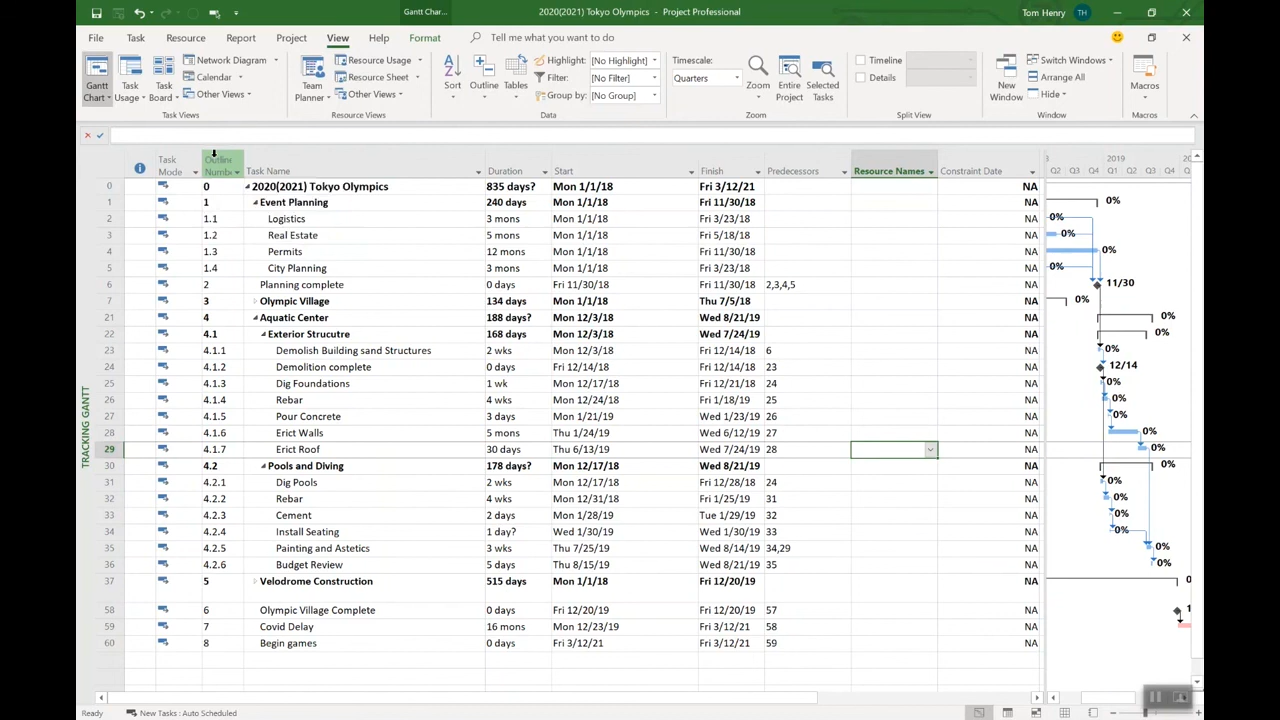 Gantt Char...
2020(2021) Tokyo Olympics - Project Professional
Tom Henry TH
File Task Resource Project Report View Help Format Tell me what you want to do
Gantt Chart
Task Usage
Task Board
Network Diagram
Calendar
Other Views
Task Views
Team Planner
Resource Usage
Resource Sheet
Other Views
Resource Views
Sort
Outline
Tables
Highlight: [No Highlight]
Filter: [No Filter]
Group by: [No Group]
Data
Timescale:
Quarters
Zoom
Entire Project
Selected Tasks
Zoom
Timeline
Details
Split View
New Window
Switch Windows
Arrange All
Hide
Window
Macros
Macros
Task Mode Outline Numb Task Name Duration Start Finish Predecessors Resource Names Constraint Date
3 2019 20
Q2 Q3 Q4 Q1 Q2 Q3 Q4 Q1
TRACKING GANTT
0 0 2020(2021) Tokyo Olympics 835 days? Mon 1/1/18 Fri 3/12/21 NA
1 1 Event Planning 240 days Mon 1/1/18 Fri 11/30/18 NA 0%
2 1.1 Logistics 3 mons Mon 1/1/18 Fri 3/23/18 NA 0%
3 1.2 Real Estate 5 mons Mon 1/1/18 Fri 5/18/18 NA 0%
4 1.3 Permits 12 mons Mon 1/1/18 Fri 11/30/18 NA 0%
5 1.4 City Planning 3 mons Mon 1/1/18 Fri 3/23/18 NA 0%
6 2 Planning complete 0 days Fri 11/30/18 Fri 11/30/18 2,3,4,5 NA 11/30
7 3 Olympic Village 134 days Mon 1/1/18 Thu 7/5/18 NA 0%
21 4 Aquatic Center 188 days? Mon 12/3/18 Wed 8/21/19 NA 0%
22 4.1 Exterior Strucutre 168 days Mon 12/3/18 Wed 7/24/19 NA 0%
23 4.1.1 Demolish Building sand Structures 2 wks Mon 12/3/18 Fri 12/14/18 6 NA 0%
24 4.1.2 Demolition complete 0 days Fri 12/14/18 Fri 12/14/18 23 NA 12/14
25 4.1.3 Dig Foundations 1 wk Mon 12/17/18 Fri 12/21/18 24 NA 0%
26 4.1.4 Rebar 4 wks Mon 12/24/18 Fri 1/18/19 25 NA 0%
27 4.1.5 Pour Concrete 3 days Mon 1/21/19 Wed 1/23/19 26 NA 0%
28 4.1.6 Erict Walls 5 mons Thu 1/24/19 Wed 6/12/19 27 NA 0%
29 4.1.7 Erict Roof 30 days Thu 6/13/19 Wed 7/24/19 28 NA 0%
30 4.2 Pools and Diving 178 days? Mon 12/17/18 Wed 8/21/19 NA 0%
31 4.2.1 Dig Pools 2 wks Mon 12/17/18 Fri 12/28/18 24 NA 0%
32 4.2.2 Rebar 4 wks Mon 12/31/18 Fri 1/25/19 31 NA 0%
33 4.2.3 Cement 2 days Mon 1/28/19 Tue 1/29/19 32 NA 0%
34 4.2.4 Install Seating 1 day? Wed 1/30/19 Wed 1/30/19 33 NA 0%
35 4.2.5 Painting and Astetics 3 wks Thu 7/25/19 Wed 8/14/19 34,29 NA 0%
36 4.2.6 Budget Review 5 days Thu 8/15/19 Wed 8/21/19 35 NA 0%
37 5 Velodrome Construction 515 days Mon 1/1/18 Fri 12/20/19 NA 0
58 6 Olympic Village Complete 0 days Fri 12/20/19 Fri 12/20/19 57 NA 1
59 7 Covid Delay 16 mons Mon 12/23/19 Fri 3/12/21 58 NA
60 8 Begin games 0 days Fri 3/12/21 Fri 3/12/21 59 NA
Ready New Tasks : Auto Scheduled